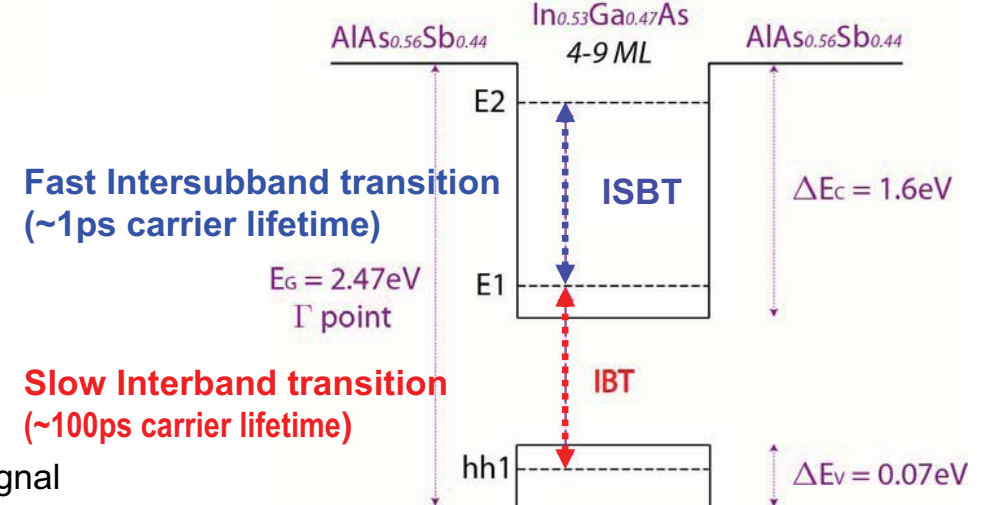 In0.53Ga0.47As
AlAs0.56Sb0.44
4-9 ML
AlAs0.56Sb0.44
E2
Fast Intersubband transition
(~1ps carrier lifetime)
ISBT
ΔEc = 1.6eV
EG = 2.47eV
Γ point
E1
Slow Interband transition
(~100ps carrier lifetime)
IBT
gnal
hh1
ΔEv = 0.07eV